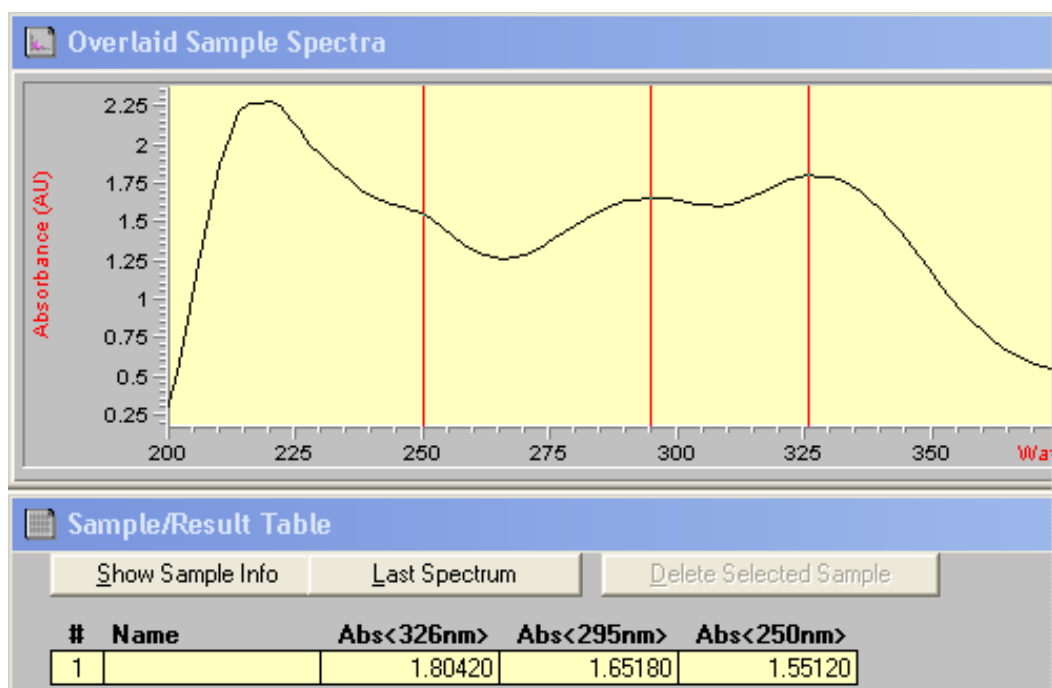 Overlaid Sample Spectra
Absorbance (AU)
2.25
2
1.75
1.5
1.25
1
0.75
0.5
0.25
200 225 250 275 300 325 350
Sample/Result Table
Show Sample Info Last Spectrum Delete Selected Sample
# Name Abs<326nm> Abs<295nm> Abs<250nm>
1 1.80420 1.65180 1.55120